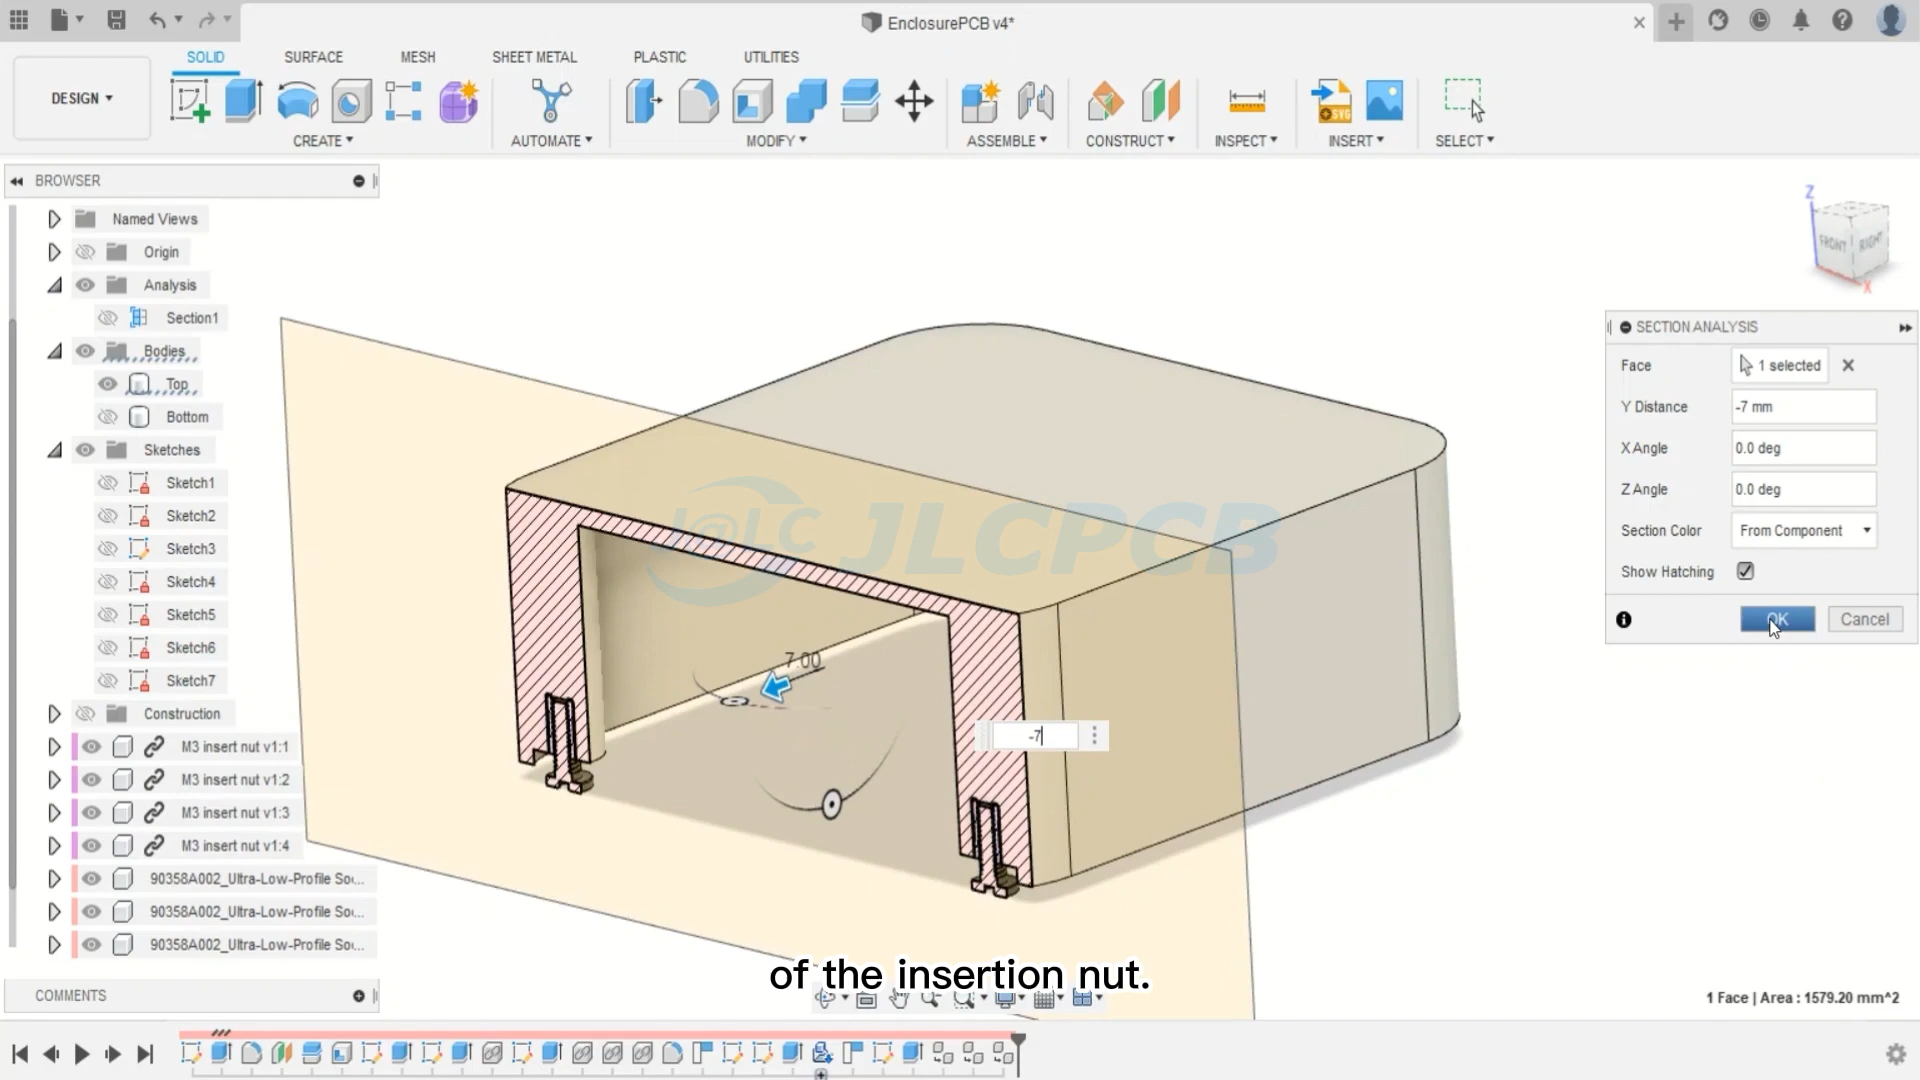 EnclosurePCB v4*
SOLID
SURFACE
MESH
SHEET METAL
PLASTIC
UTILITIES
DESIGN
CREATE
AUTOMATE
MODIFY
ASSEMBLE
CONSTRUCT
INSPECT
INSERT
SELECT
SVG
BROWSER
Named Views
Origin
Analysis
Section1
Bodies
Top
Bottom
Sketches
Sketch1
Sketch2
Sketch3
Sketch4
Sketch5
Sketch6
Sketch7
Construction
M3 insert nut v1:1
M3 insert nut v1:2
M3 insert nut v1:3
M3 insert nut v1:4
90358A002_Ultra-Low-Profile So...
90358A002_Ultra-Low-Profile So...
90358A002_Ultra-Low-Profile So...
COMMENTS
Z
FRONT
RIGHT
X
SECTION ANALYSIS
Face
1 selected
Y Distance
-7 mm
X Angle
0.0 deg
Z Angle
0.0 deg
Section Color
From Component
Show Hatching
OK
Cancel
J@LC JLCPCB
7.00
-7
of the insertion nut.
1 Face | Area : 1579.20 mm^2